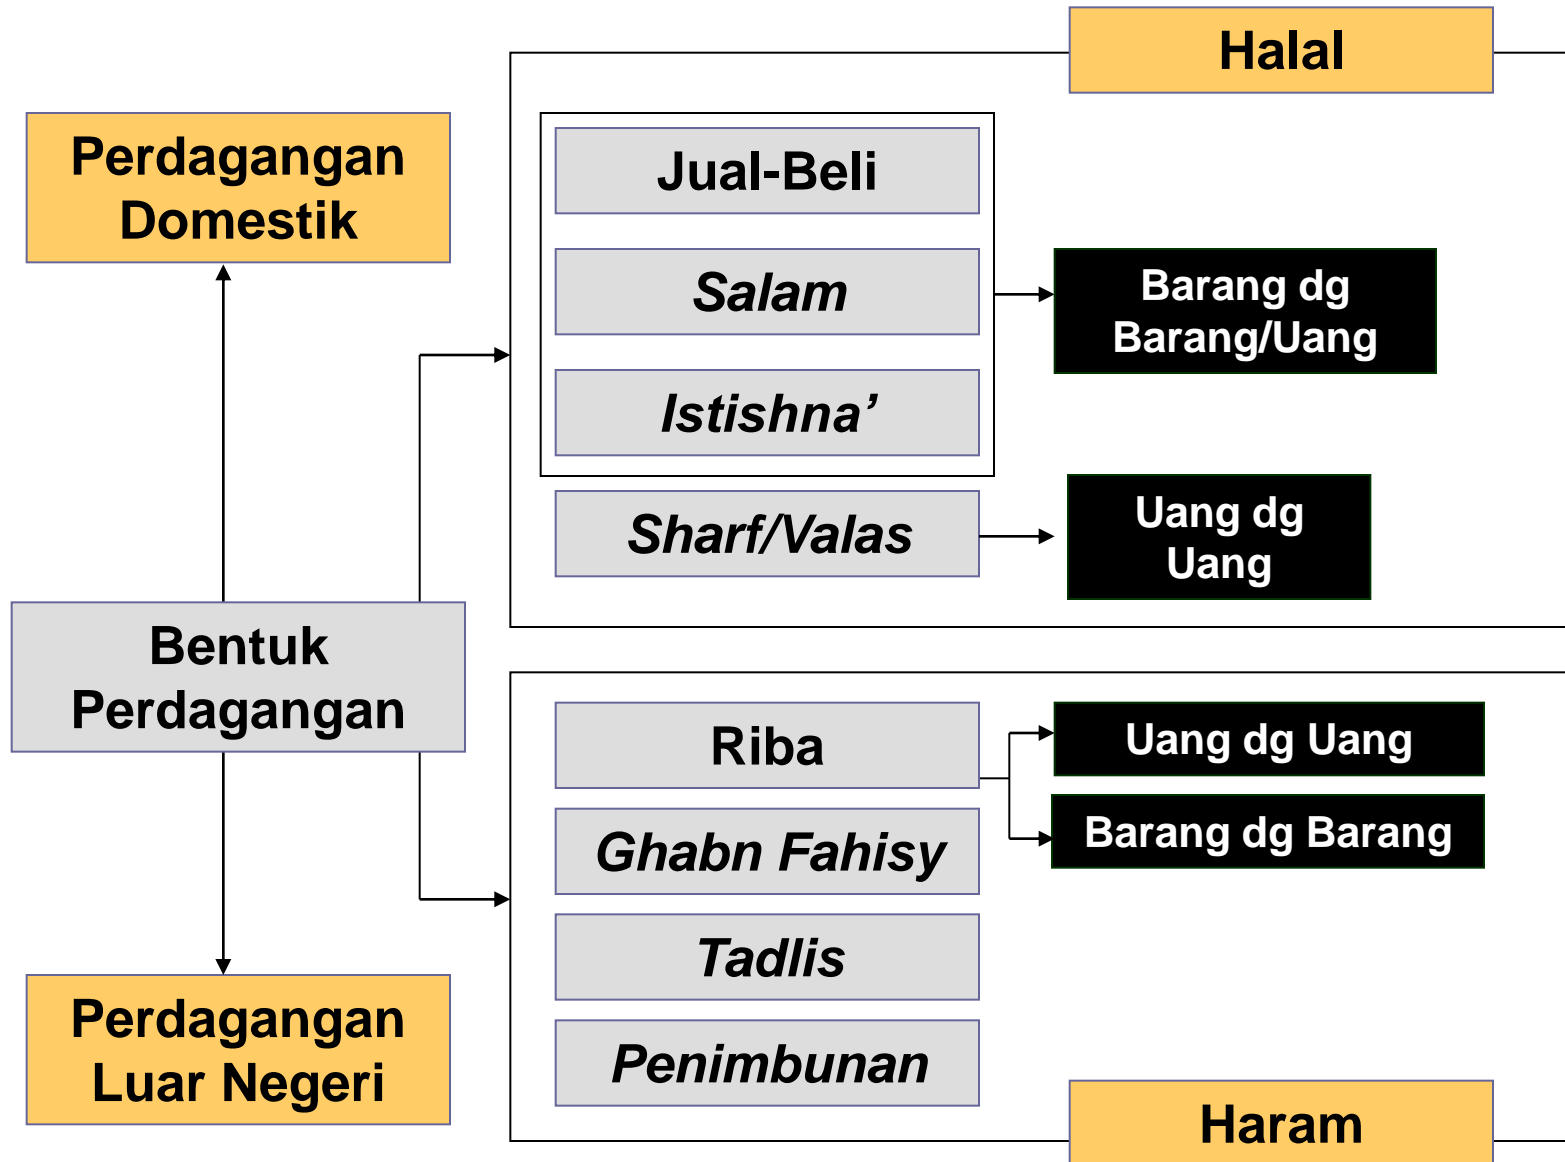 Halal
Perdagangan
Domestik
Jual-Beli
Salam
Istishna’
Barang dg
Barang/Uang
Sharf/Valas
Uang dg
Uang
Bentuk
Perdagangan
Riba
Uang dg Uang
Barang dg Barang
Ghabn Fahisy
Tadlis
Penimbunan
Perdagangan
Luar Negeri
Haram